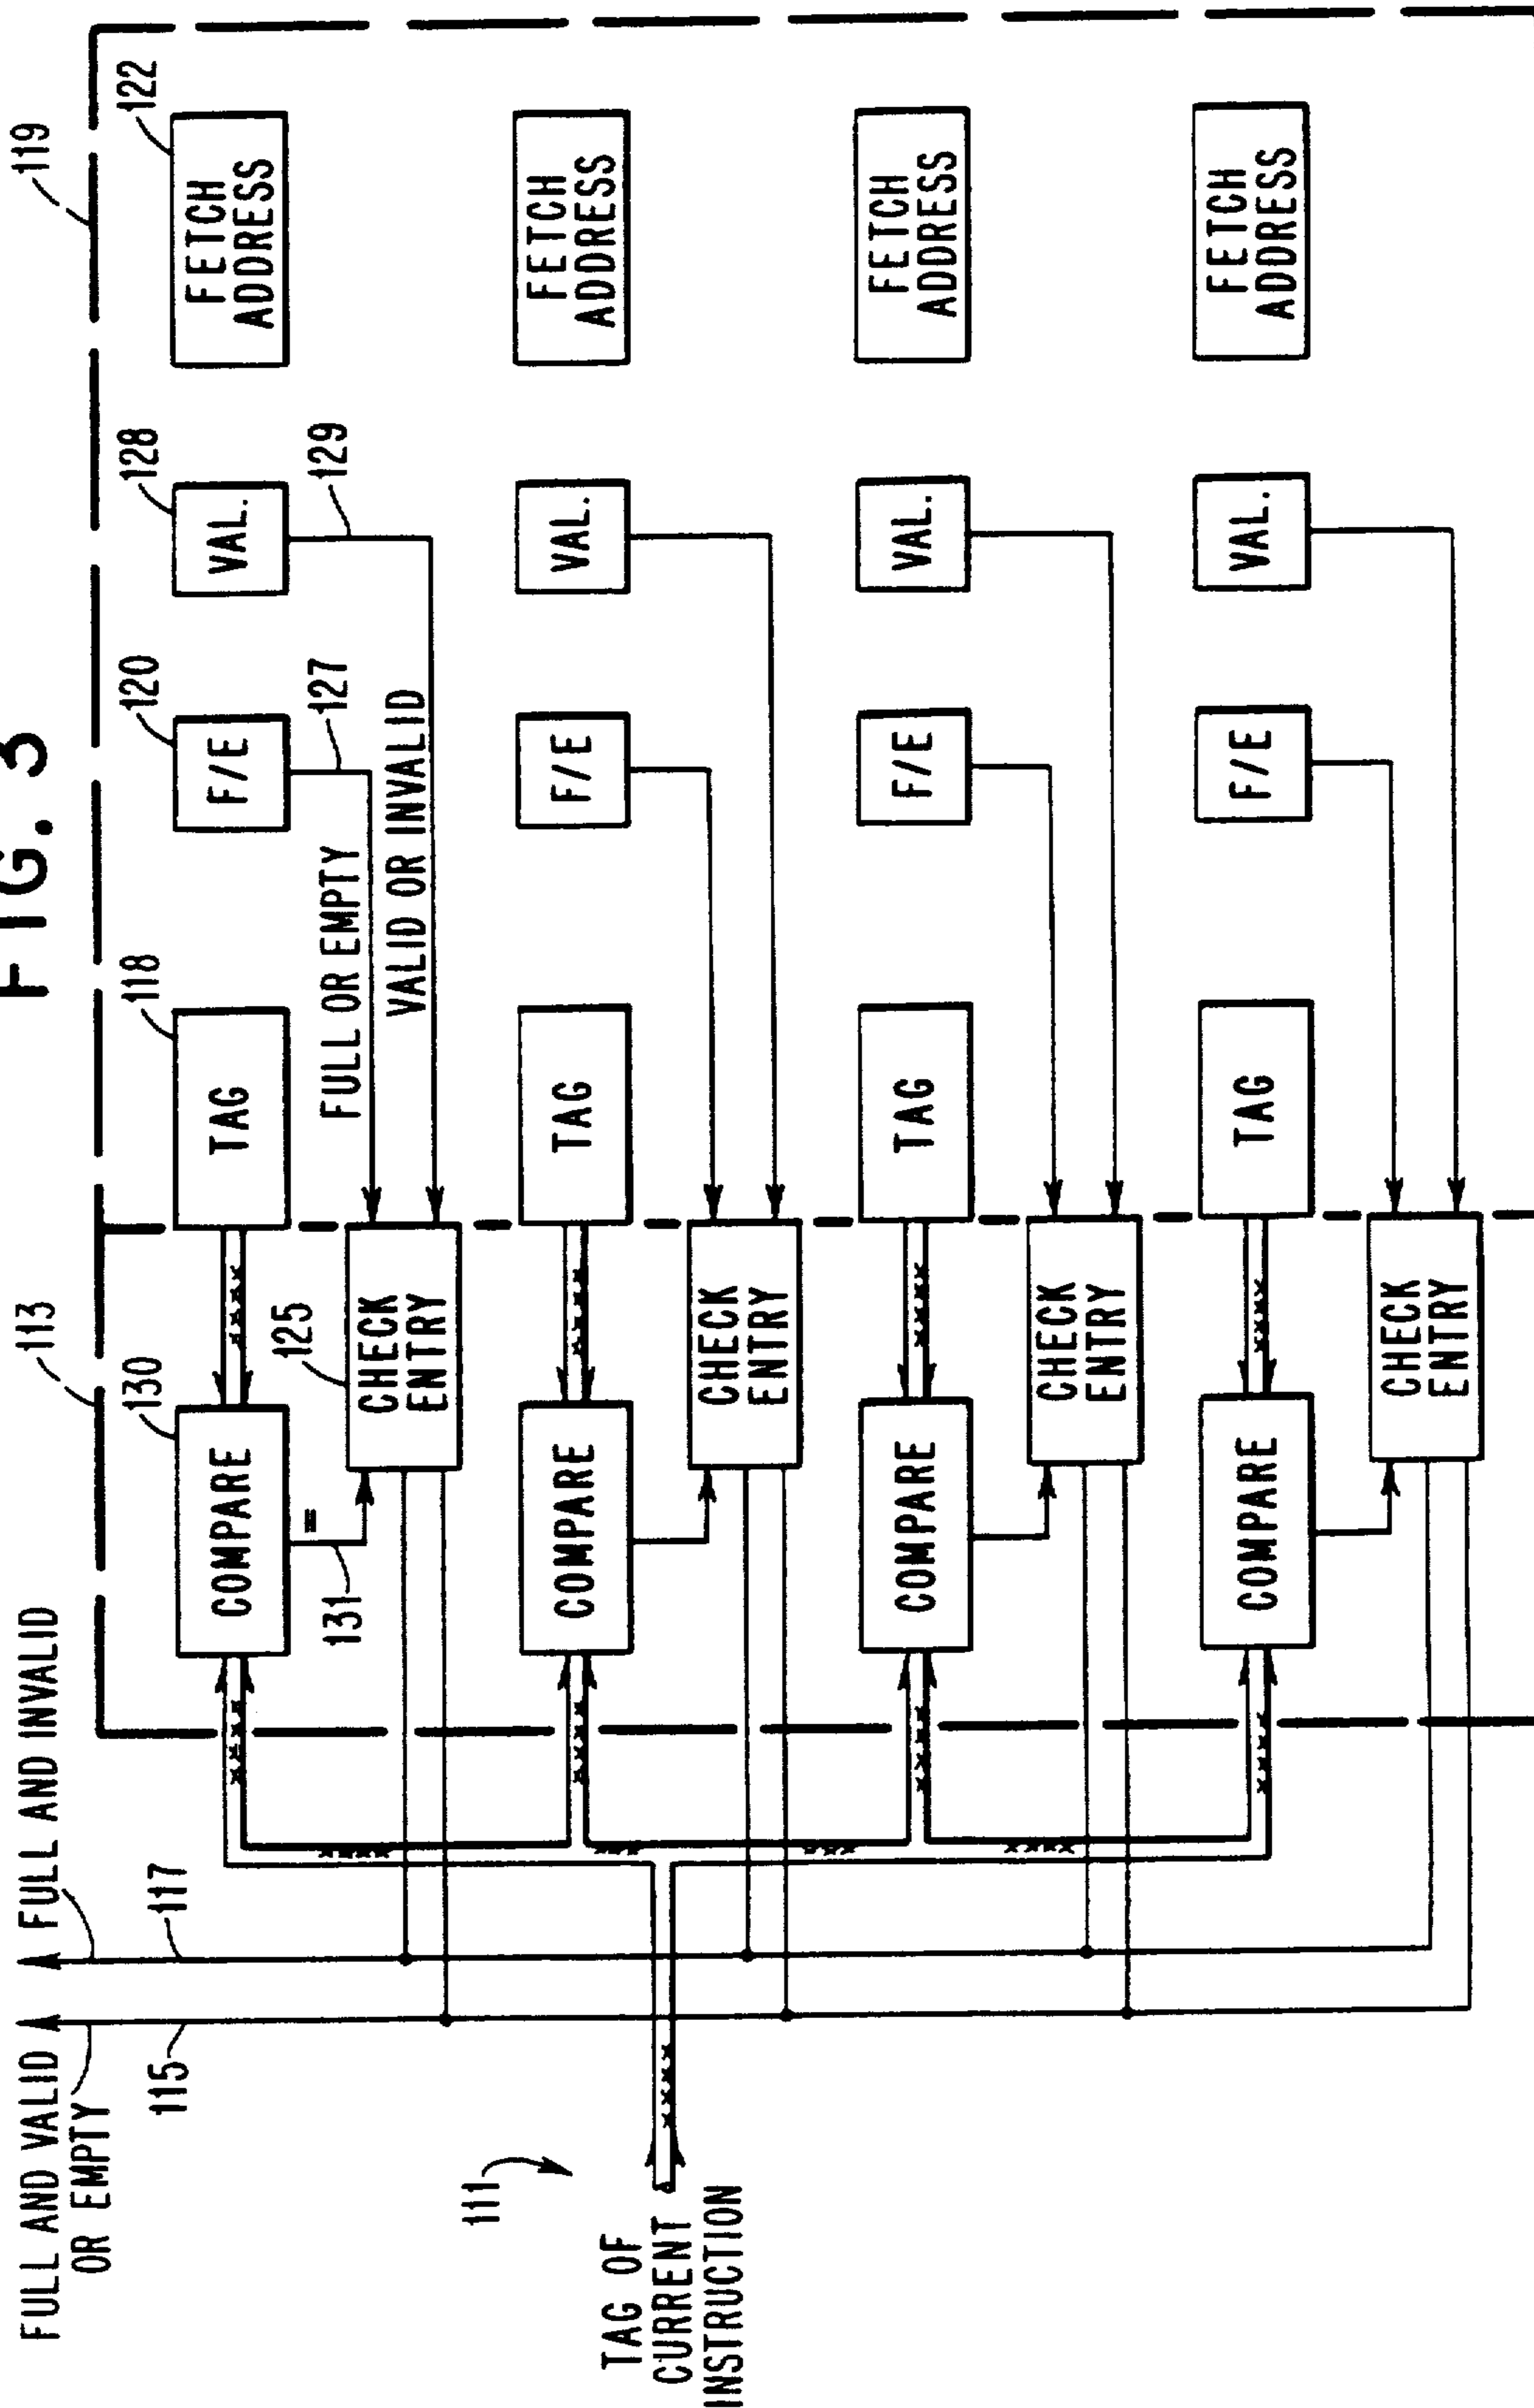 FIG. 3
119
113
122
128
120
118
130
FETCH
ADDRESS
VAL.
F/E
TAG
COMPARE
129
127
125
131
=
FULL OR EMPTY
VALID OR INVALID
CHECK
ENTRY
FETCH
ADDRESS
VAL.
F/E
TAG
COMPARE
CHECK
ENTRY
FETCH
ADDRESS
VAL.
F/E
TAG
COMPARE
CHECK
ENTRY
FETCH
ADDRESS
VAL.
F/E
TAG
COMPARE
CHECK
ENTRY
FULL AND INVALID
117
FULL AND VALID
OR EMPTY
115
111
TAG OF
CURRENT
INSTRUCTION